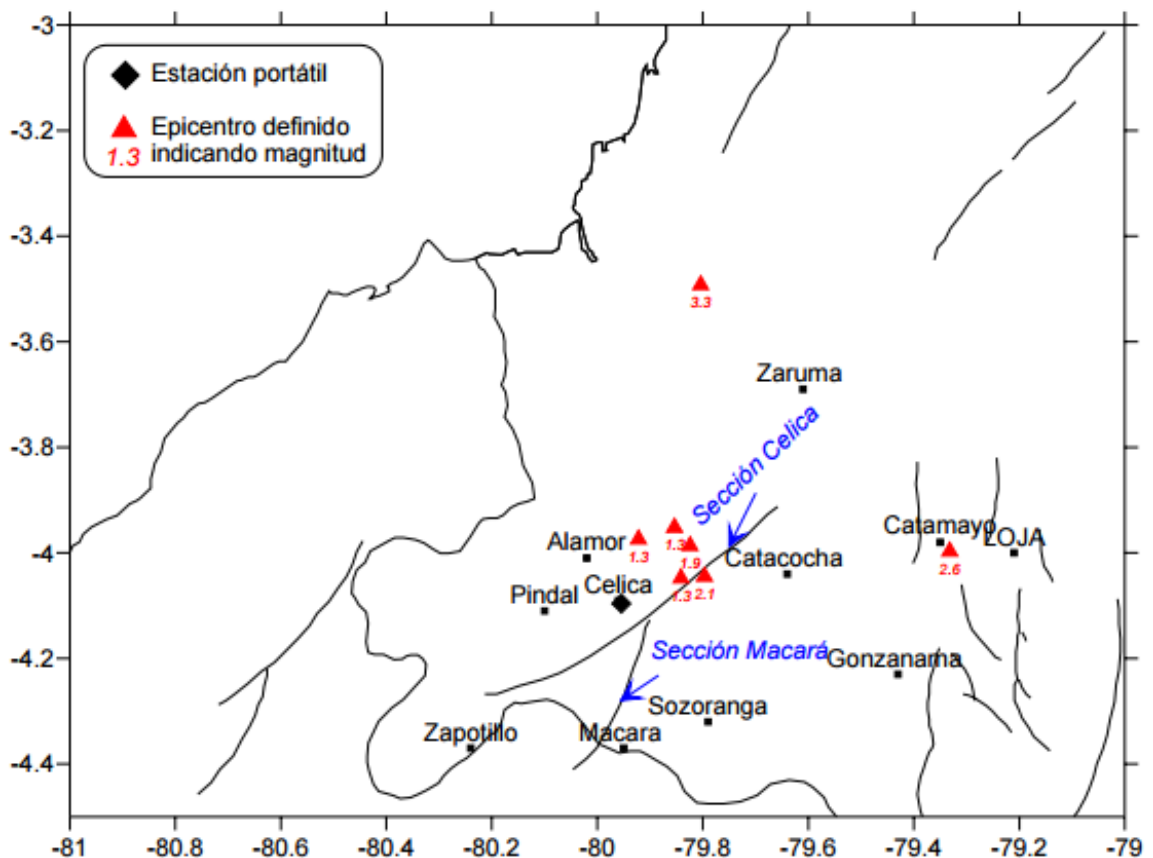 -3
-3.2
-3.4
-3.6
-3.8
-4
-4.2
-4.4
Estación portátil
Epicentro definido
1.3 indicando magnitud
3.3
Zaruma
Sección Celica
Alamor
1.3
1.3
1.9
Catacocha
Catamayo
LOJA
2.6
Celica
1.3
2.1
Pindal
Sección Macará
Gonzanama
Sozoranga
Zapotillo
Macara
-81
-80.8
-80.6
-80.4
-80.2
-80
-79.8
-79.6
-79.4
-79.2
-79